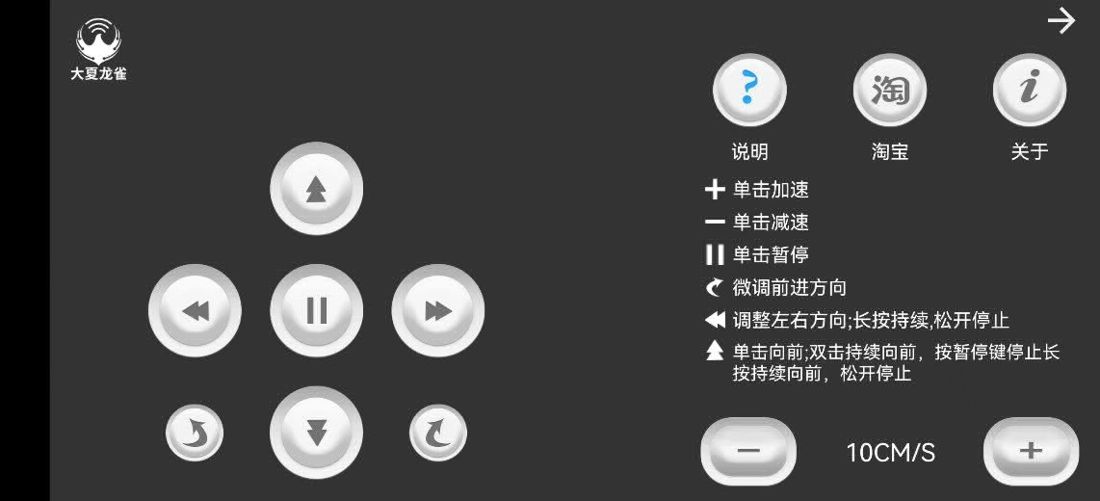 大夏龙雀
?
淘
i
说明
淘宝
关于
单击加速
单击减速
单击暂停
微调前进方向
调整左右方向;长按持续,松开停止
单击向前;双击持续向前，按暂停键停止长
按持续向前，松开停止
10CM/S